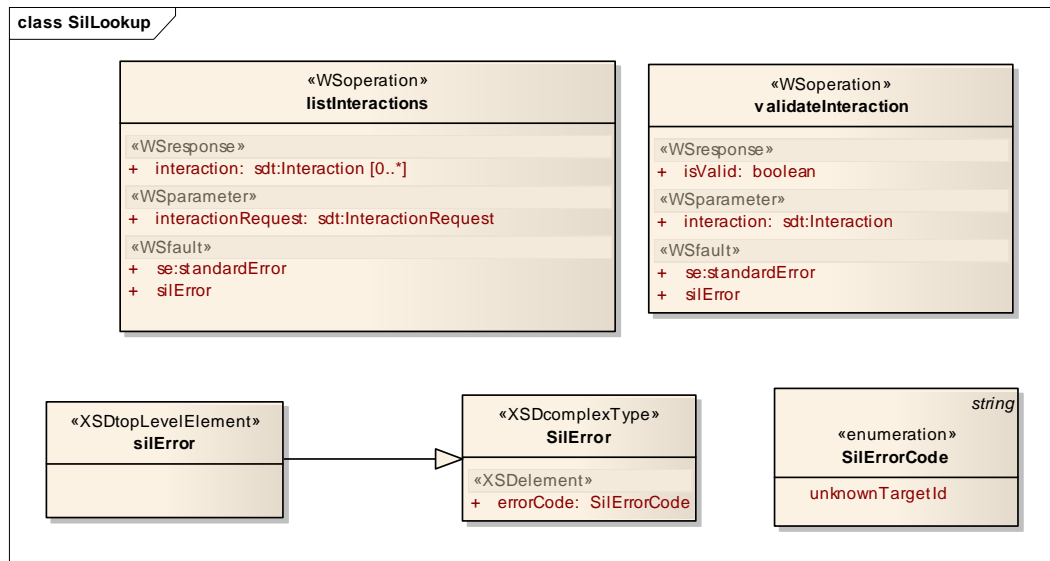 class SilLookup
«WSoperation»
listInteractions
«WSresponse»
+ interaction: sdt:Interaction [0..*]
«WSparameter»
+ interactionRequest: sdt:InteractionRequest
«WSfault»
+ se:standardError
+ silError
«WSoperation»
validateInteraction
«WSresponse»
+ isValid: boolean
«WSparameter»
+ interaction: sdt:Interaction
«WSfault»
+ se:standardError
+ silError
«XSDtopLevelElement»
silError
«XSDcomplexType»
SilError
«XSDelement»
+ errorCode: SilErrorCode
string
«enumeration»
SilErrorCode
unknownTargetId